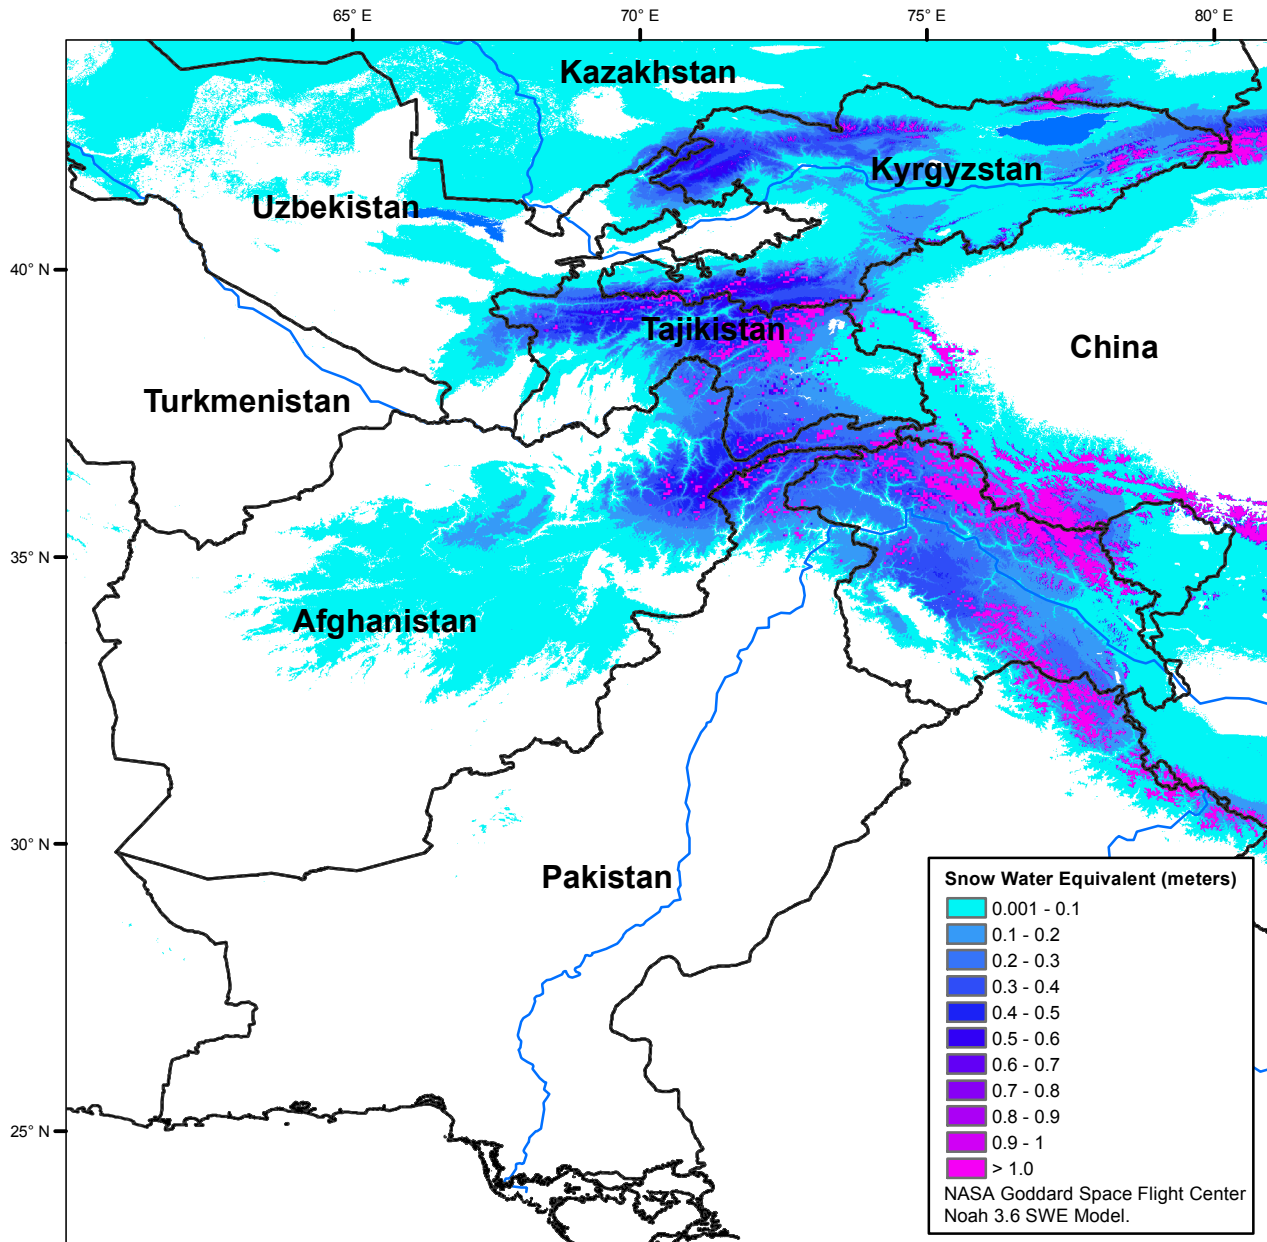 65° E
70° E
75° E
80° E
Kazakhstan
Kyrgyzstan
Uzbekistan
40° N
Tajikistan
China
Turkmenistan
35° N
Afghanistan
30° N
Pakistan
25° N
Snow Water Equivalent (meters)
0.001 - 0.1
0.1 - 0.2
0.2 - 0.3
0.3 - 0.4
0.4 - 0.5
0.5 - 0.6
0.6 - 0.7
0.7 - 0.8
0.8 - 0.9
0.9 - 1
> 1.0
NASA Goddard Space Flight Center
Noah 3.6 SWE Model.